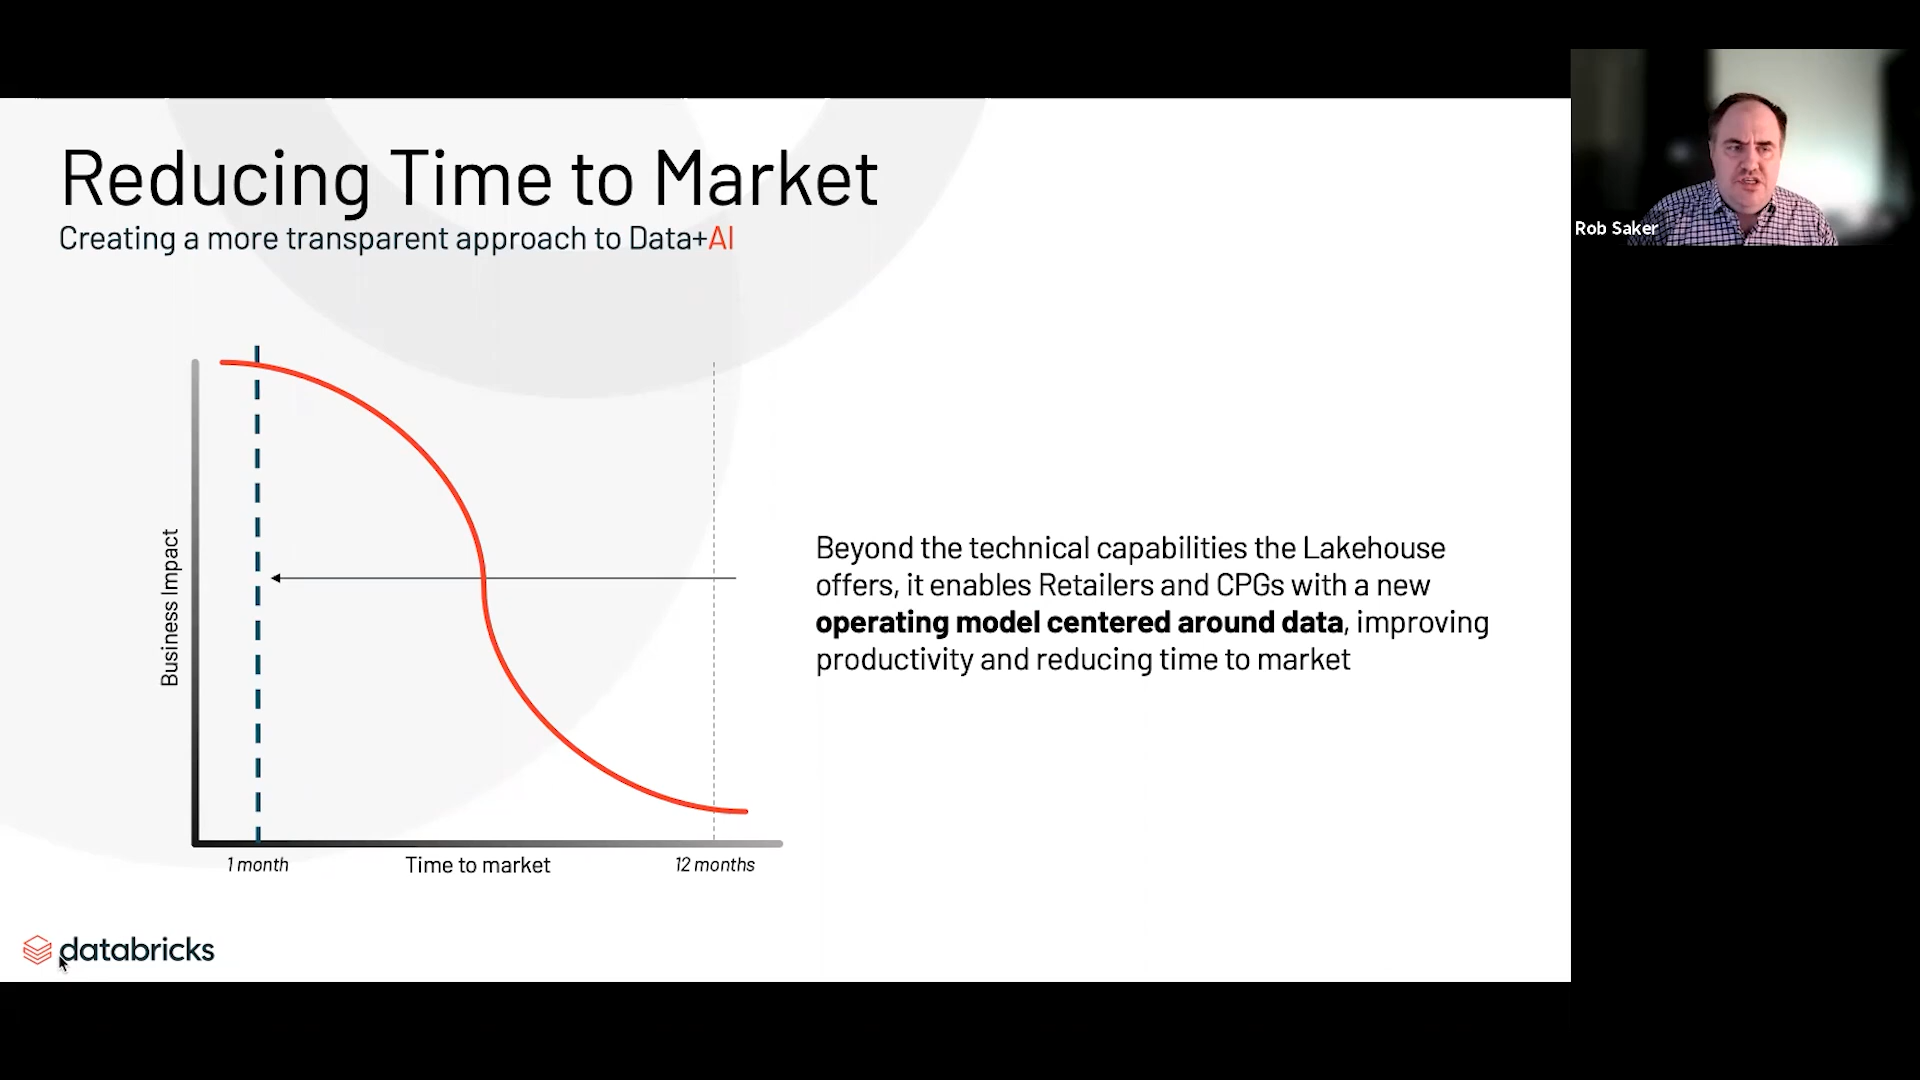 Reducing Time to Market
Creating a more transparent approach to Data+AI
Rob Saker
Business Impact
1 month
Time to market
12 months
Beyond the technical capabilities the Lakehouse
offers, it enables Retailers and CPGs with a new
operating model centered around data, improving
productivity and reducing time to market
databricks